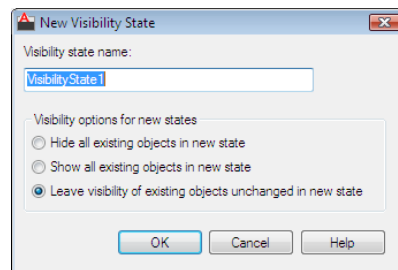 New Visibility State
Visibility state name:
VisibilityState1
Visibility options for new states
Hide all existing objects in new state
Show all existing objects in new state
Leave visibility of existing objects unchanged in new state
OK Cancel Help